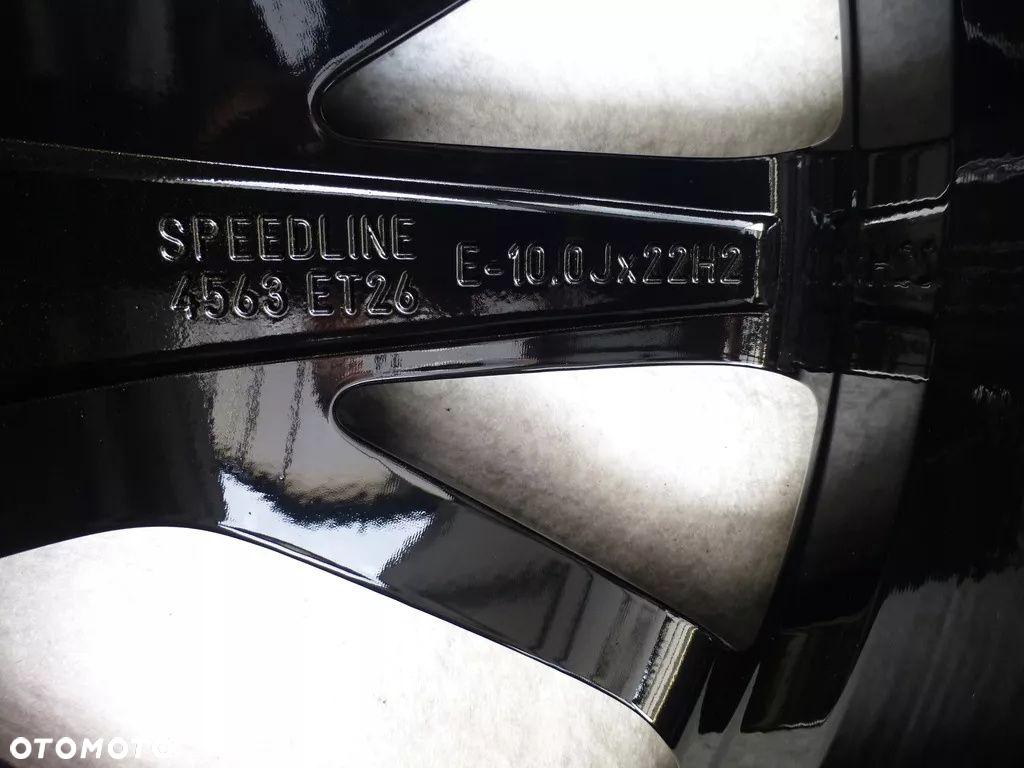 SPEEDLINE
4563 ET26
E-10.0Jx22H2
OTOMOTO